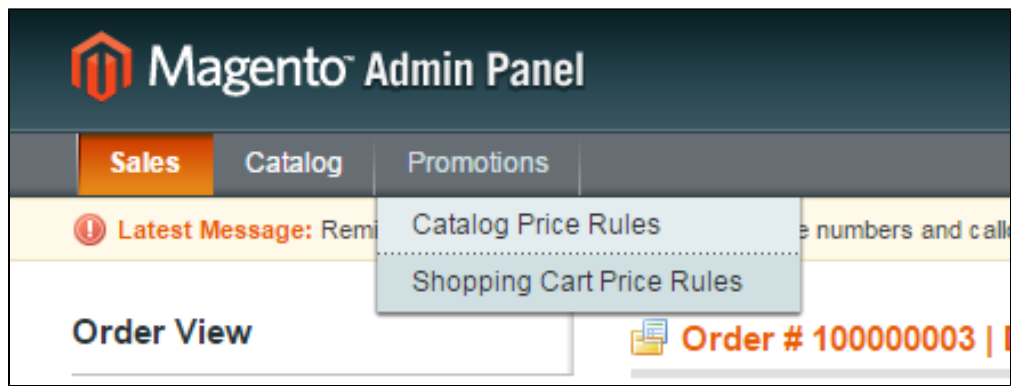 Magento™ Admin Panel
Sales Catalog Promotions
Latest Message: Remi
Catalog Price Rules
e numbers and call
Shopping Cart Price Rules
Order View
Order # 100000003 |